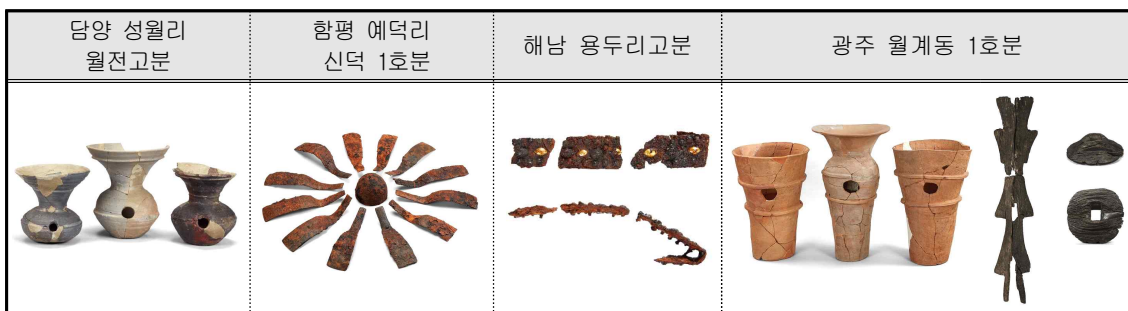 담양 성월리
월전고분
함평 예덕리
신덕 1호분
해남 용두리고분
광주 월계동 1호분